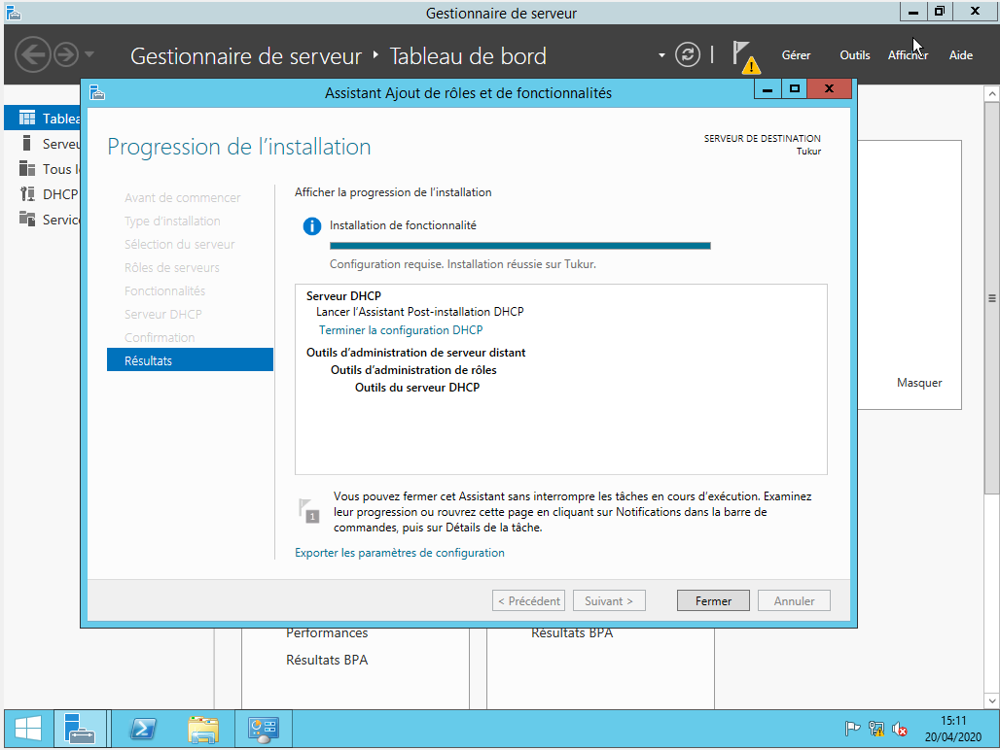 Gestionnaire de serveur
Gestionnaire de serveur
Tableau de bord
Gérer
Outils
Afficher
Aide
Assistant Ajout de rôles et de fonctionnalités
Progression de l'installation
SERVEUR DE DESTINATION
Tukur
Tablea
Serveu
Tous l
DHCP
Servic
Avant de commencer
Type d'installation
Sélection du serveur
Rôles de serveurs
Fonctionnalités
Serveur DHCP
Confirmation
Résultats
Afficher la progression de l'installation
Installation de fonctionnalité
Configuration requise. Installation réussie sur Tukur.
Serveur DHCP
Lancer l'Assistant Post-installation DHCP
Terminer la configuration DHCP
Outils d'administration de serveur distant
Outils d'administration de rôles
Outils du serveur DHCP
Masquer
1
Vous pouvez fermer cet Assistant sans interrompre les tâches en cours d'exécution. Examinez
leur progression ou rouvrez cette page en cliquant sur Notifications dans la barre de
commandes, puis sur Détails de la tâche.
Exporter les paramètres de configuration
< Précédent
Suivant >
Fermer
Annuler
Performances
Résultats BPA
Résultats BPA
15:11
20/04/2020